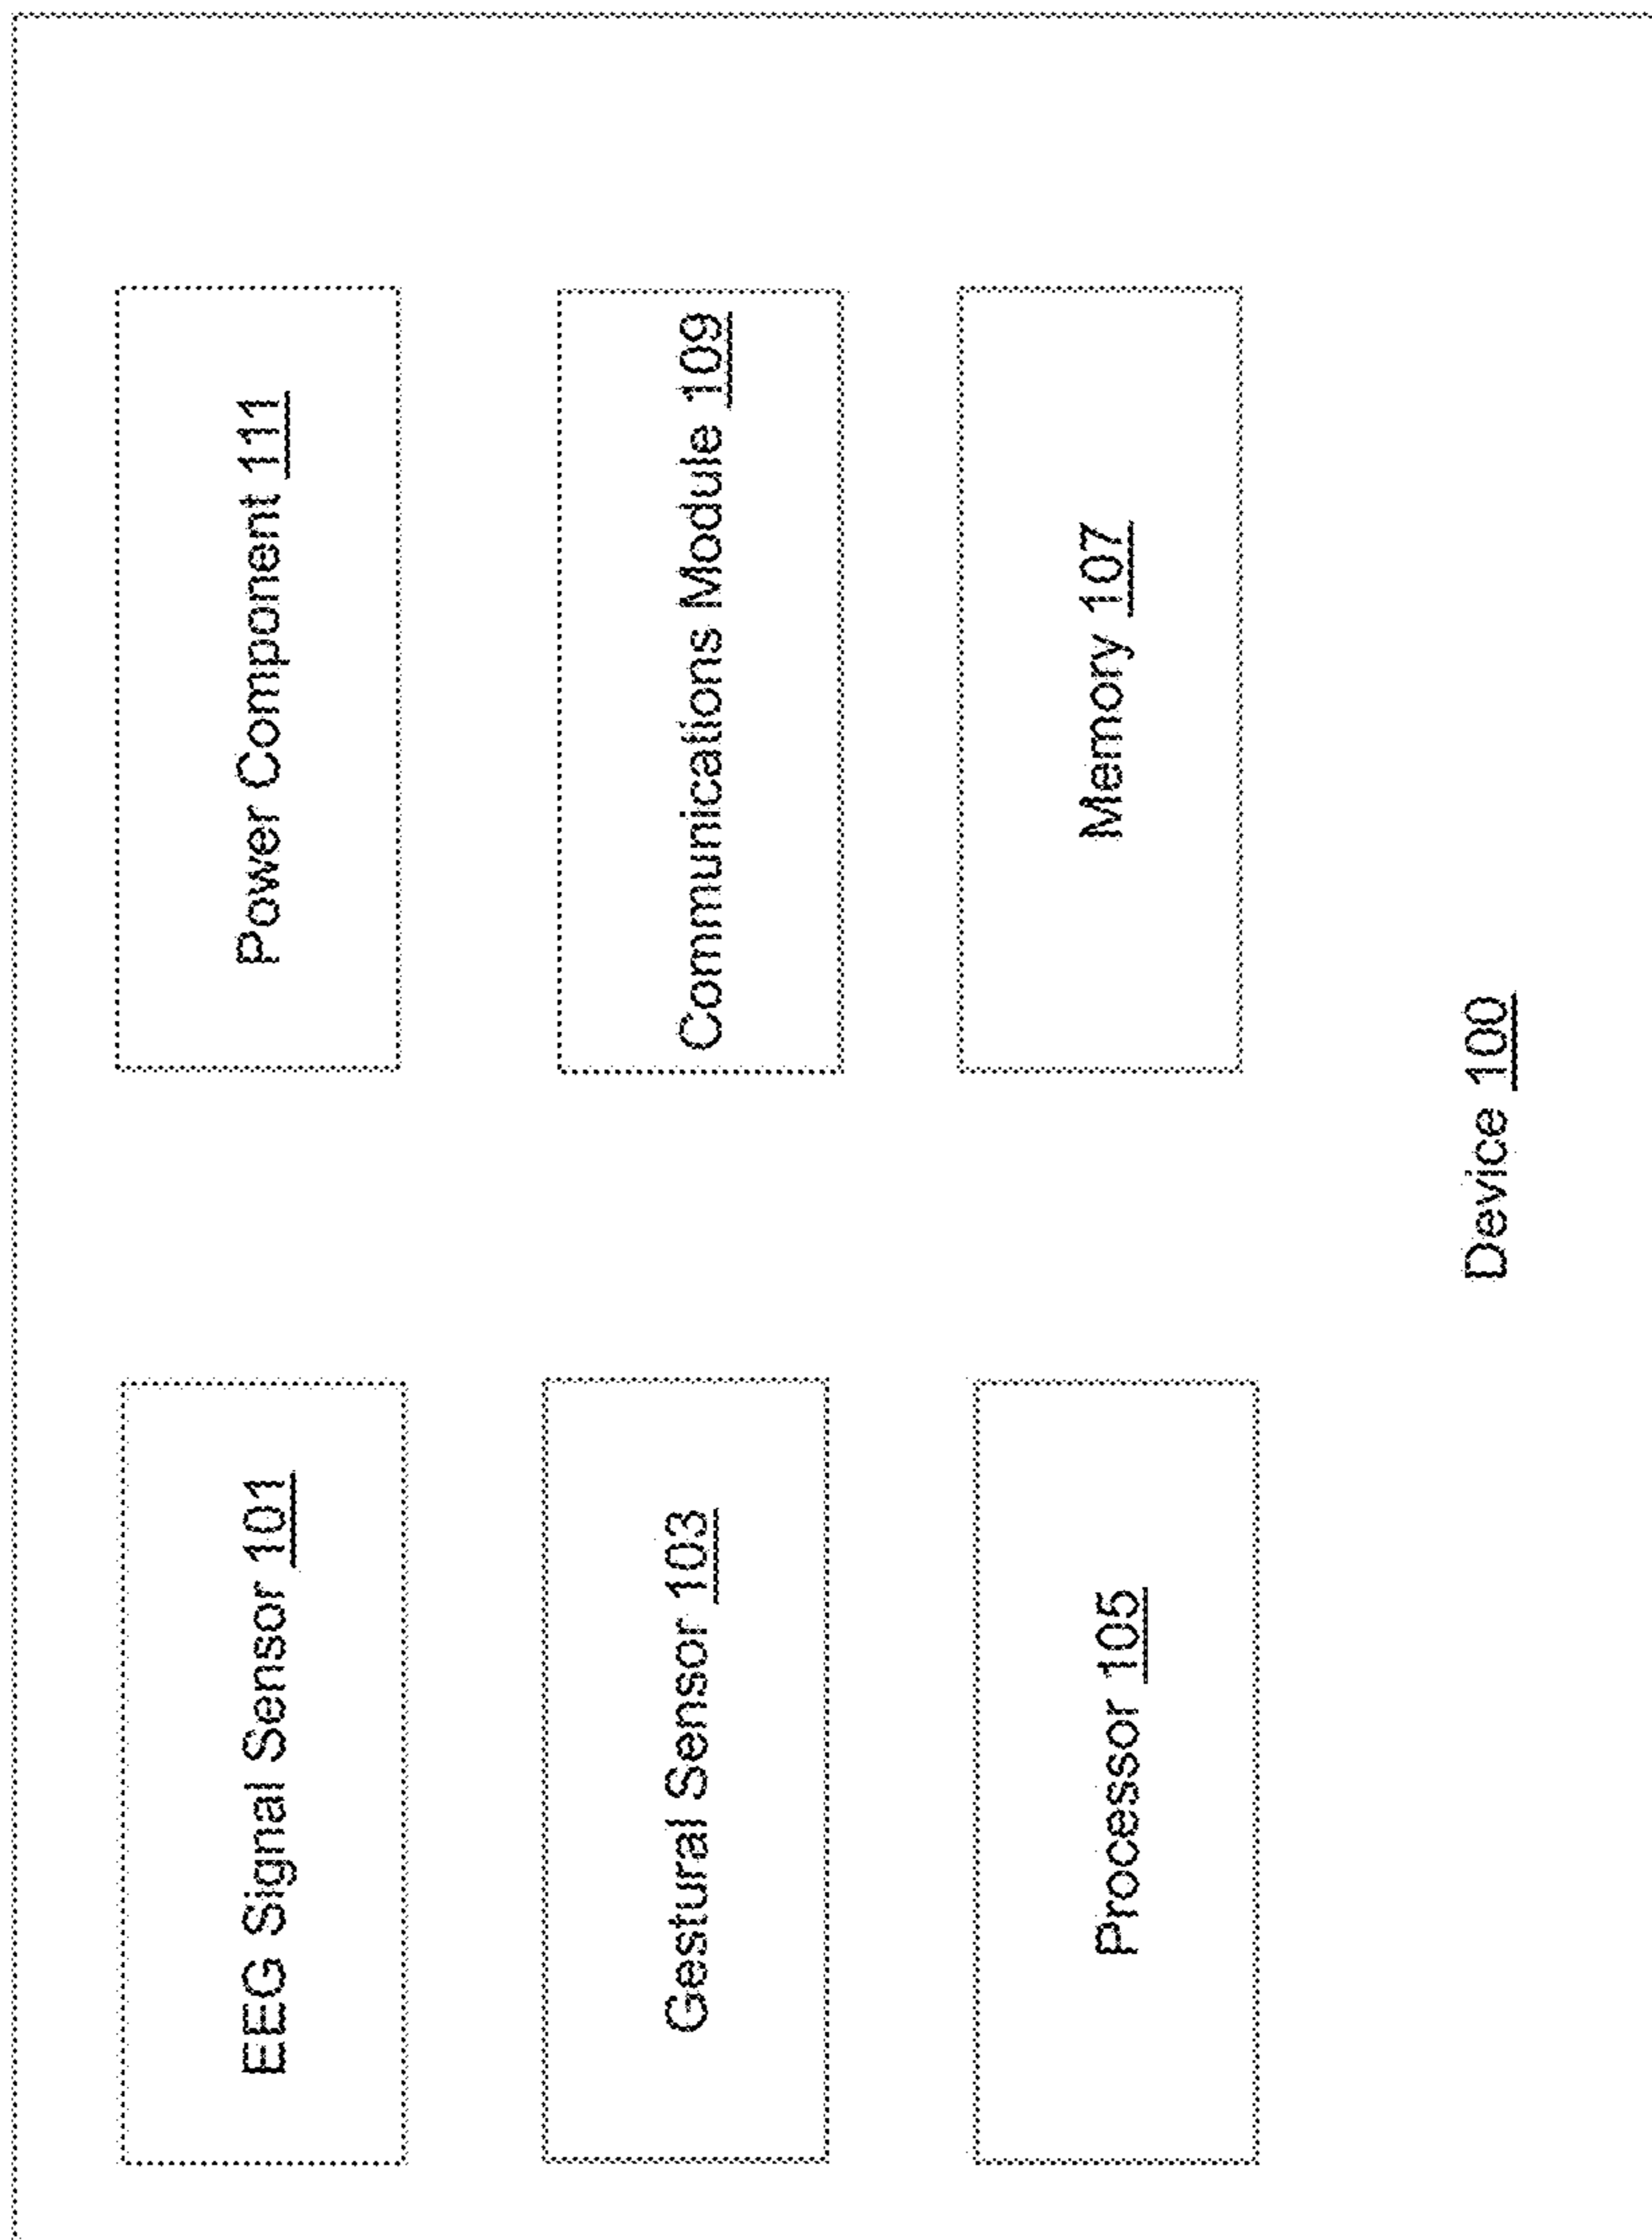 EEG Signal Sensor 101
Gestural Sensor 103
Processor 105
Power Component 111
Communications Module 109
Memory 107
Device 100